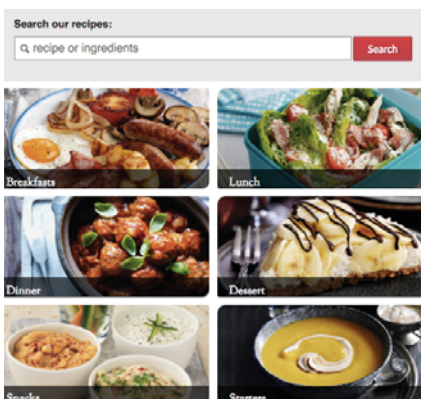 Search our recipes:
recipe or ingredients
Search
Breakfasts
Lunch
Dinner
Dessert
Snacks
Starters